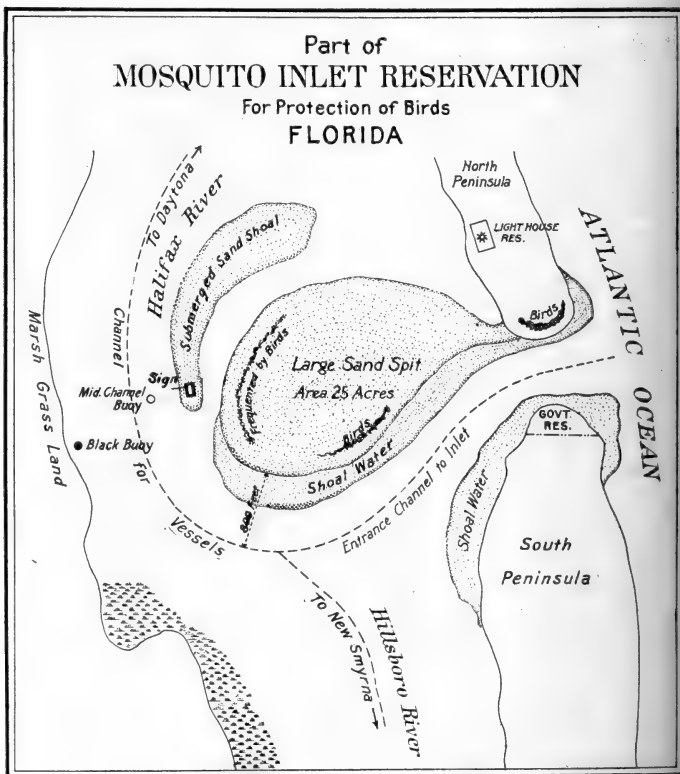 Part of
MOSQUITO INLET RESERVATION
For Protection of Birds
FLORIDA
North
Peninsula
LIGHT HOUSE
RES.
ATLANTIC OCEAN
To Daytona
Halifax River
Submerged Sand Shoal
Channel for Vessels
Marsh Grass Land
Sign
Mid. Channel
Buoy
Black Buoy
Frequented by Birds
Large Sand Spit
Area 25 Acres
Birds
Birds
Shoal Water
800 Feet
Entrance Channel to Inlet
GOVT.
RES.
Shoal Water
South
Peninsula
To New Smyrna
Hillsboro River